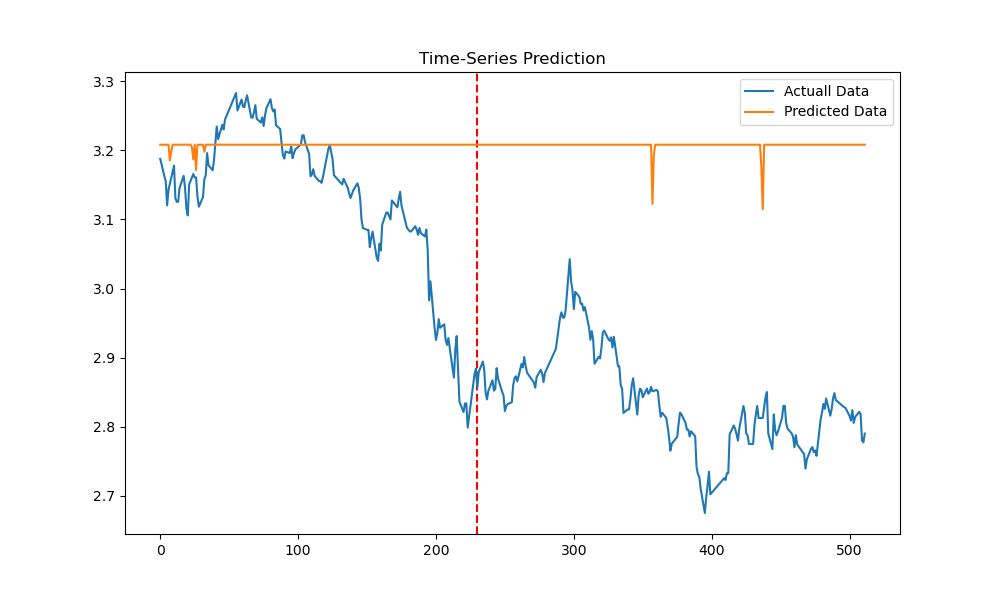 Time-Series Prediction
Actuall Data
Predicted Data
3.3
3.2
3.1
3.0
2.9
2.8
2.7
0 100 200 300 400 500